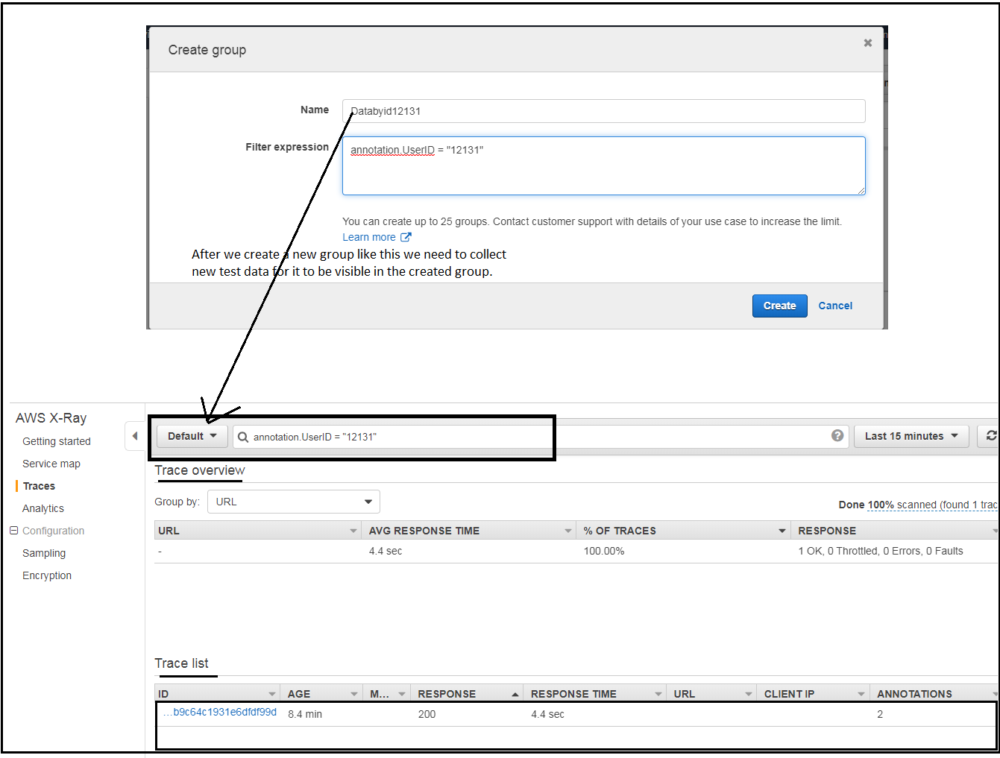 Create group
Name
Databyid12131
Filter expression
annotation.UserID = "12131"
You can create up to 25 groups. Contact customer support with details of your use case to increase the limit.
Learn more
After we create a new group like this we need to collect
new test data for it to be visible in the created group.
Create Cancel
AWS X-Ray
Getting started
Service map
Traces
Analytics
Configuration
Sampling
Encryption
Default annotation.UserID = "12131" Last 15 minutes
Trace overview
Group by: URL
Done 100% scanned (found 1 trac
URL AVG RESPONSE TIME % OF TRACES RESPONSE
- 4.4 sec 100.00% 1 OK, 0 Throttled, 0 Errors, 0 Faults
Trace list
ID AGE M... RESPONSE RESPONSE TIME URL CLIENT IP ANNOTATIONS
...b9c64c1931e6dfdf99d 8.4 min 200 4.4 sec 2